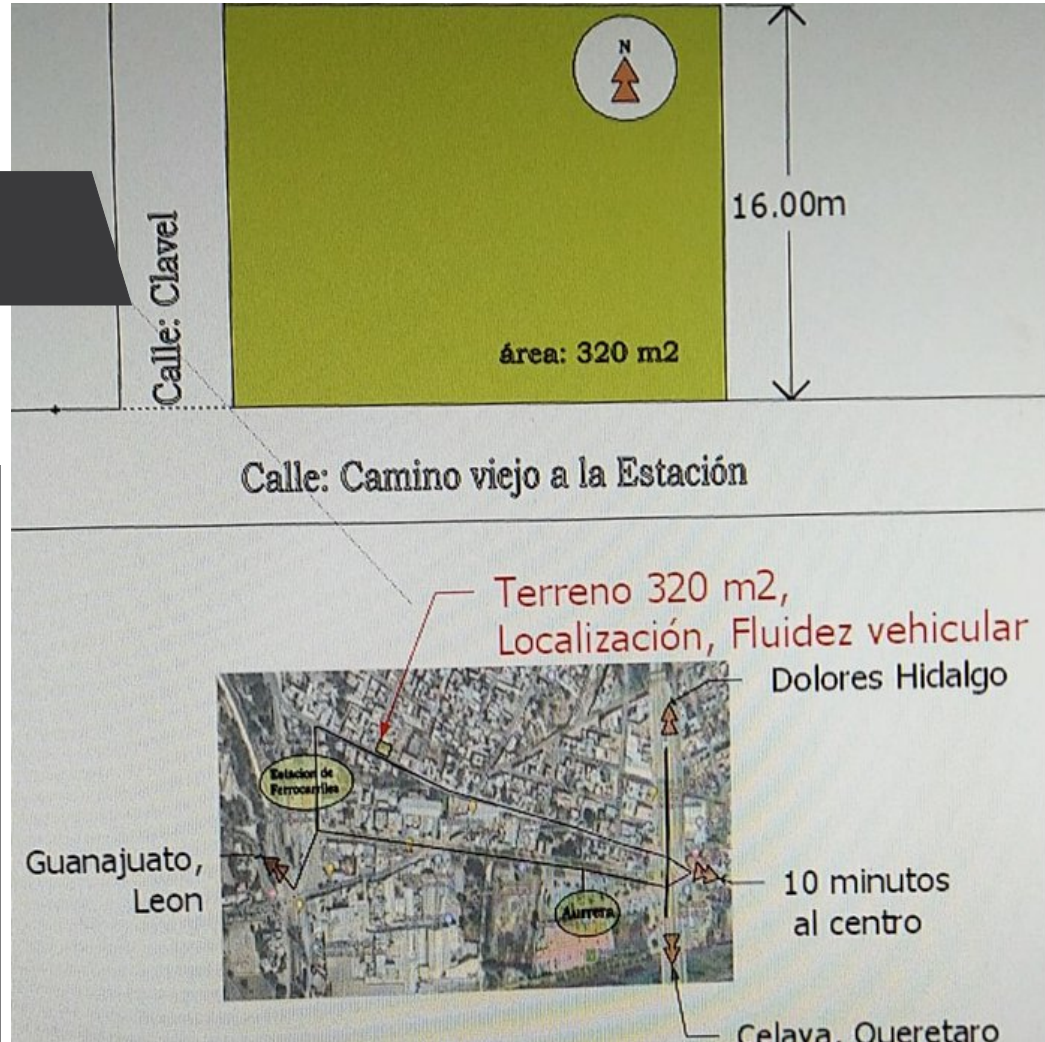 N
16.00m
Calle: Clavel
área: 320 m2
Calle: Camino viejo a la Estación
Terreno 320 m2,
Localización, Fluidez vehicular
Dolores Hidalgo
Estacion de
Ferrocarriles
Guanajuato,
Leon
10 minutos
al centro
Aurrera
Celaya, Queretaro